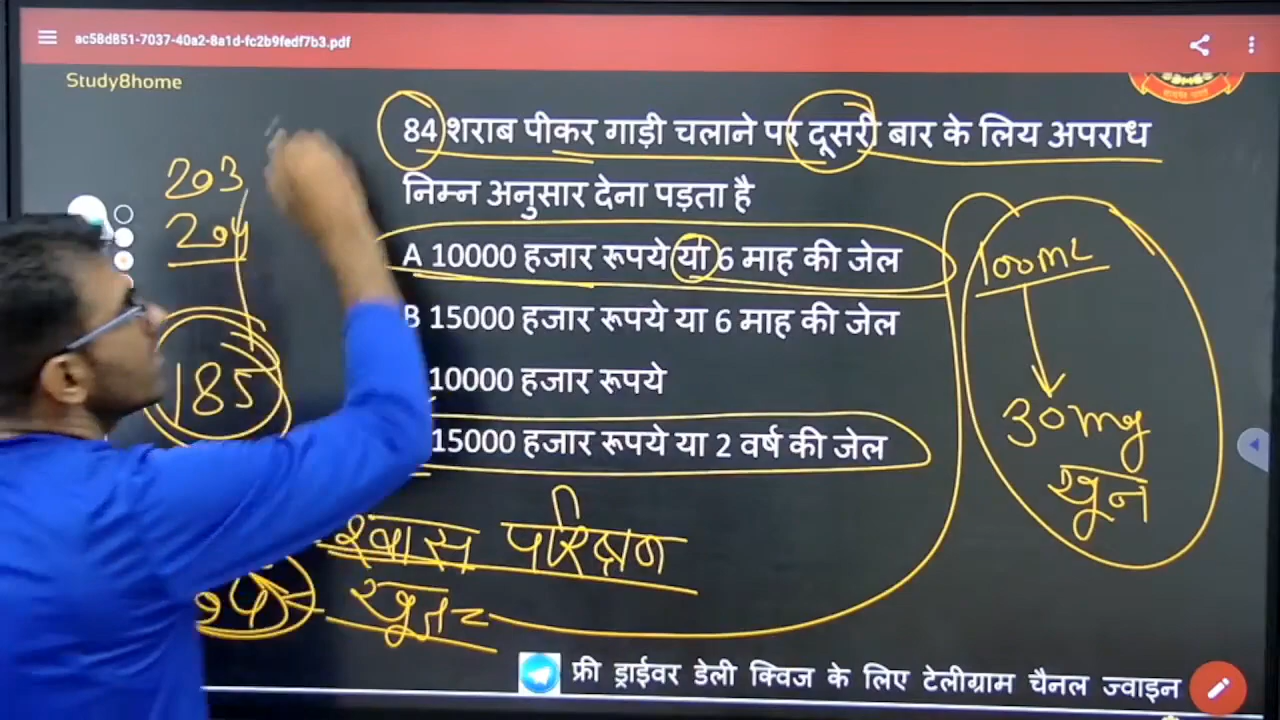 ac58d851-7037-40a2-8a1d-fc2b9fedf7b3.pdf
Study8home
84 शराब पीकर गाड़ी चलाने पर दूसरी बार के लिय अपराध
निम्न अनुसार देना पड़ता है
A 10000 हजार रूपये या 6 माह की जेल
B 15000 हजार रूपये या 6 माह की जेल
10000 हजार रूपये
15000 हजार रूपये या 2 वर्ष की जेल
203
204
185
100ML
30mg
खून
श्वास परिक्षण
खून =
फ्री ड्राईवर डेली क्विज के लिए टेलीग्राम चैनल ज्वाइन